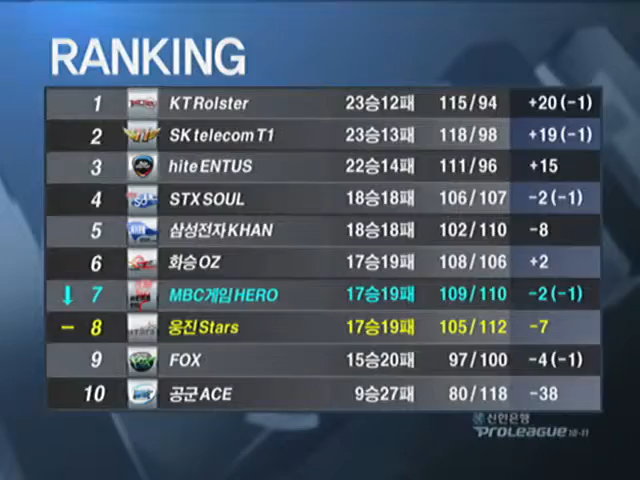 RANKING
1 KT Rolster 23승12패 115/94 +20(-1)
2 SK telecom T1 23승13패 118/98 +19(-1)
3 hite ENTUS 22승14패 111/96 +15
4 STX SOUL 18승18패 106/107 -2(-1)
5 삼성전자 KHAN 18승18패 102/110 -8
6 화승 OZ 17승19패 108/106 +2
↓ 7 MBC게임 HERO 17승19패 109/110 -2(-1)
- 8 웅진 Stars 17승19패 105/112 -7
9 FOX 15승20패 97/100 -4(-1)
10 공군 ACE 9승27패 80/118 -38
신한은행
PROLEAGUE 10-11